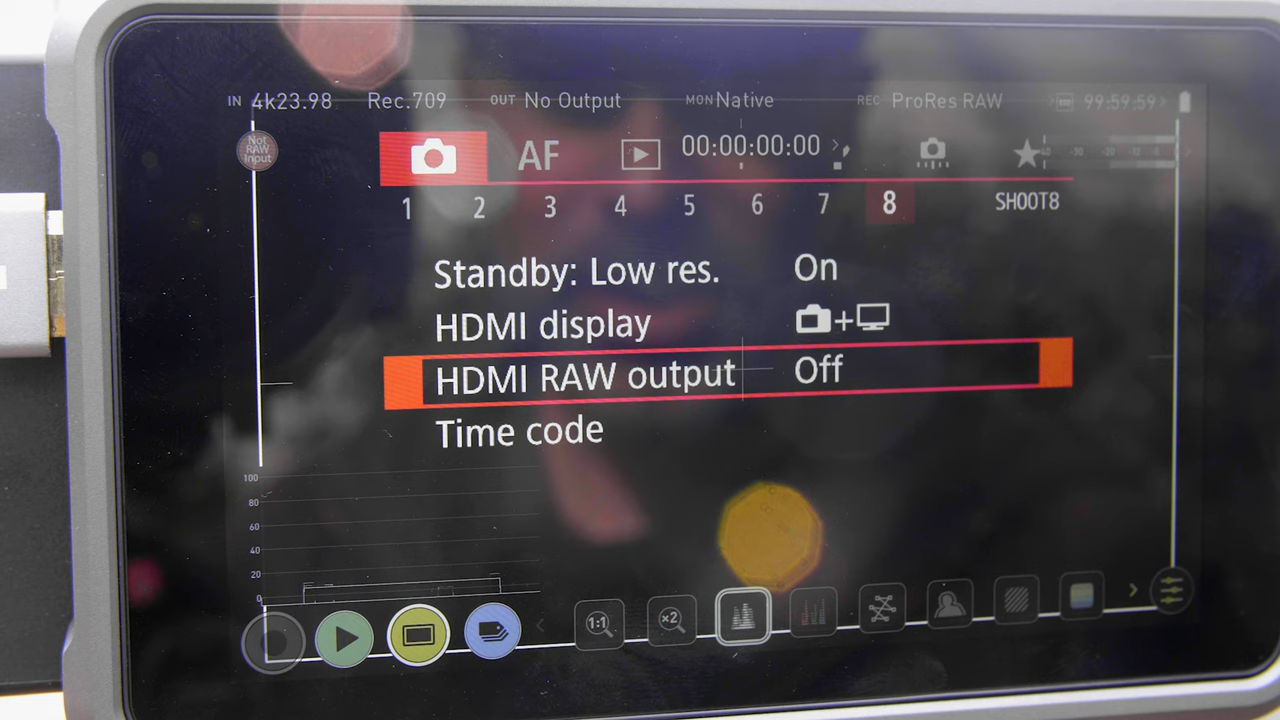 IN 4k23.98 Rec.709 OUT No Output MON Native REC ProRes RAW 99:59:59
Not RAW Input
AF 00:00:00:00
1 2 3 4 5 6 7 8 SHOOT8
Standby: Low res. On
HDMI display +
HDMI RAW output Off
Time code
100
80
60
40
20
0
1:1 x2